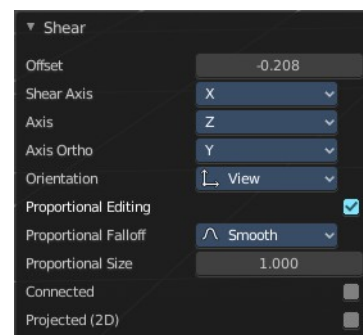 Shear
Offset -0.208
Shear Axis X
Axis Z
Axis Ortho Y
Orientation View
Proportional Editing
Proportional Falloff Smooth
Proportional Size 1.000
Connected
Projected (2D)